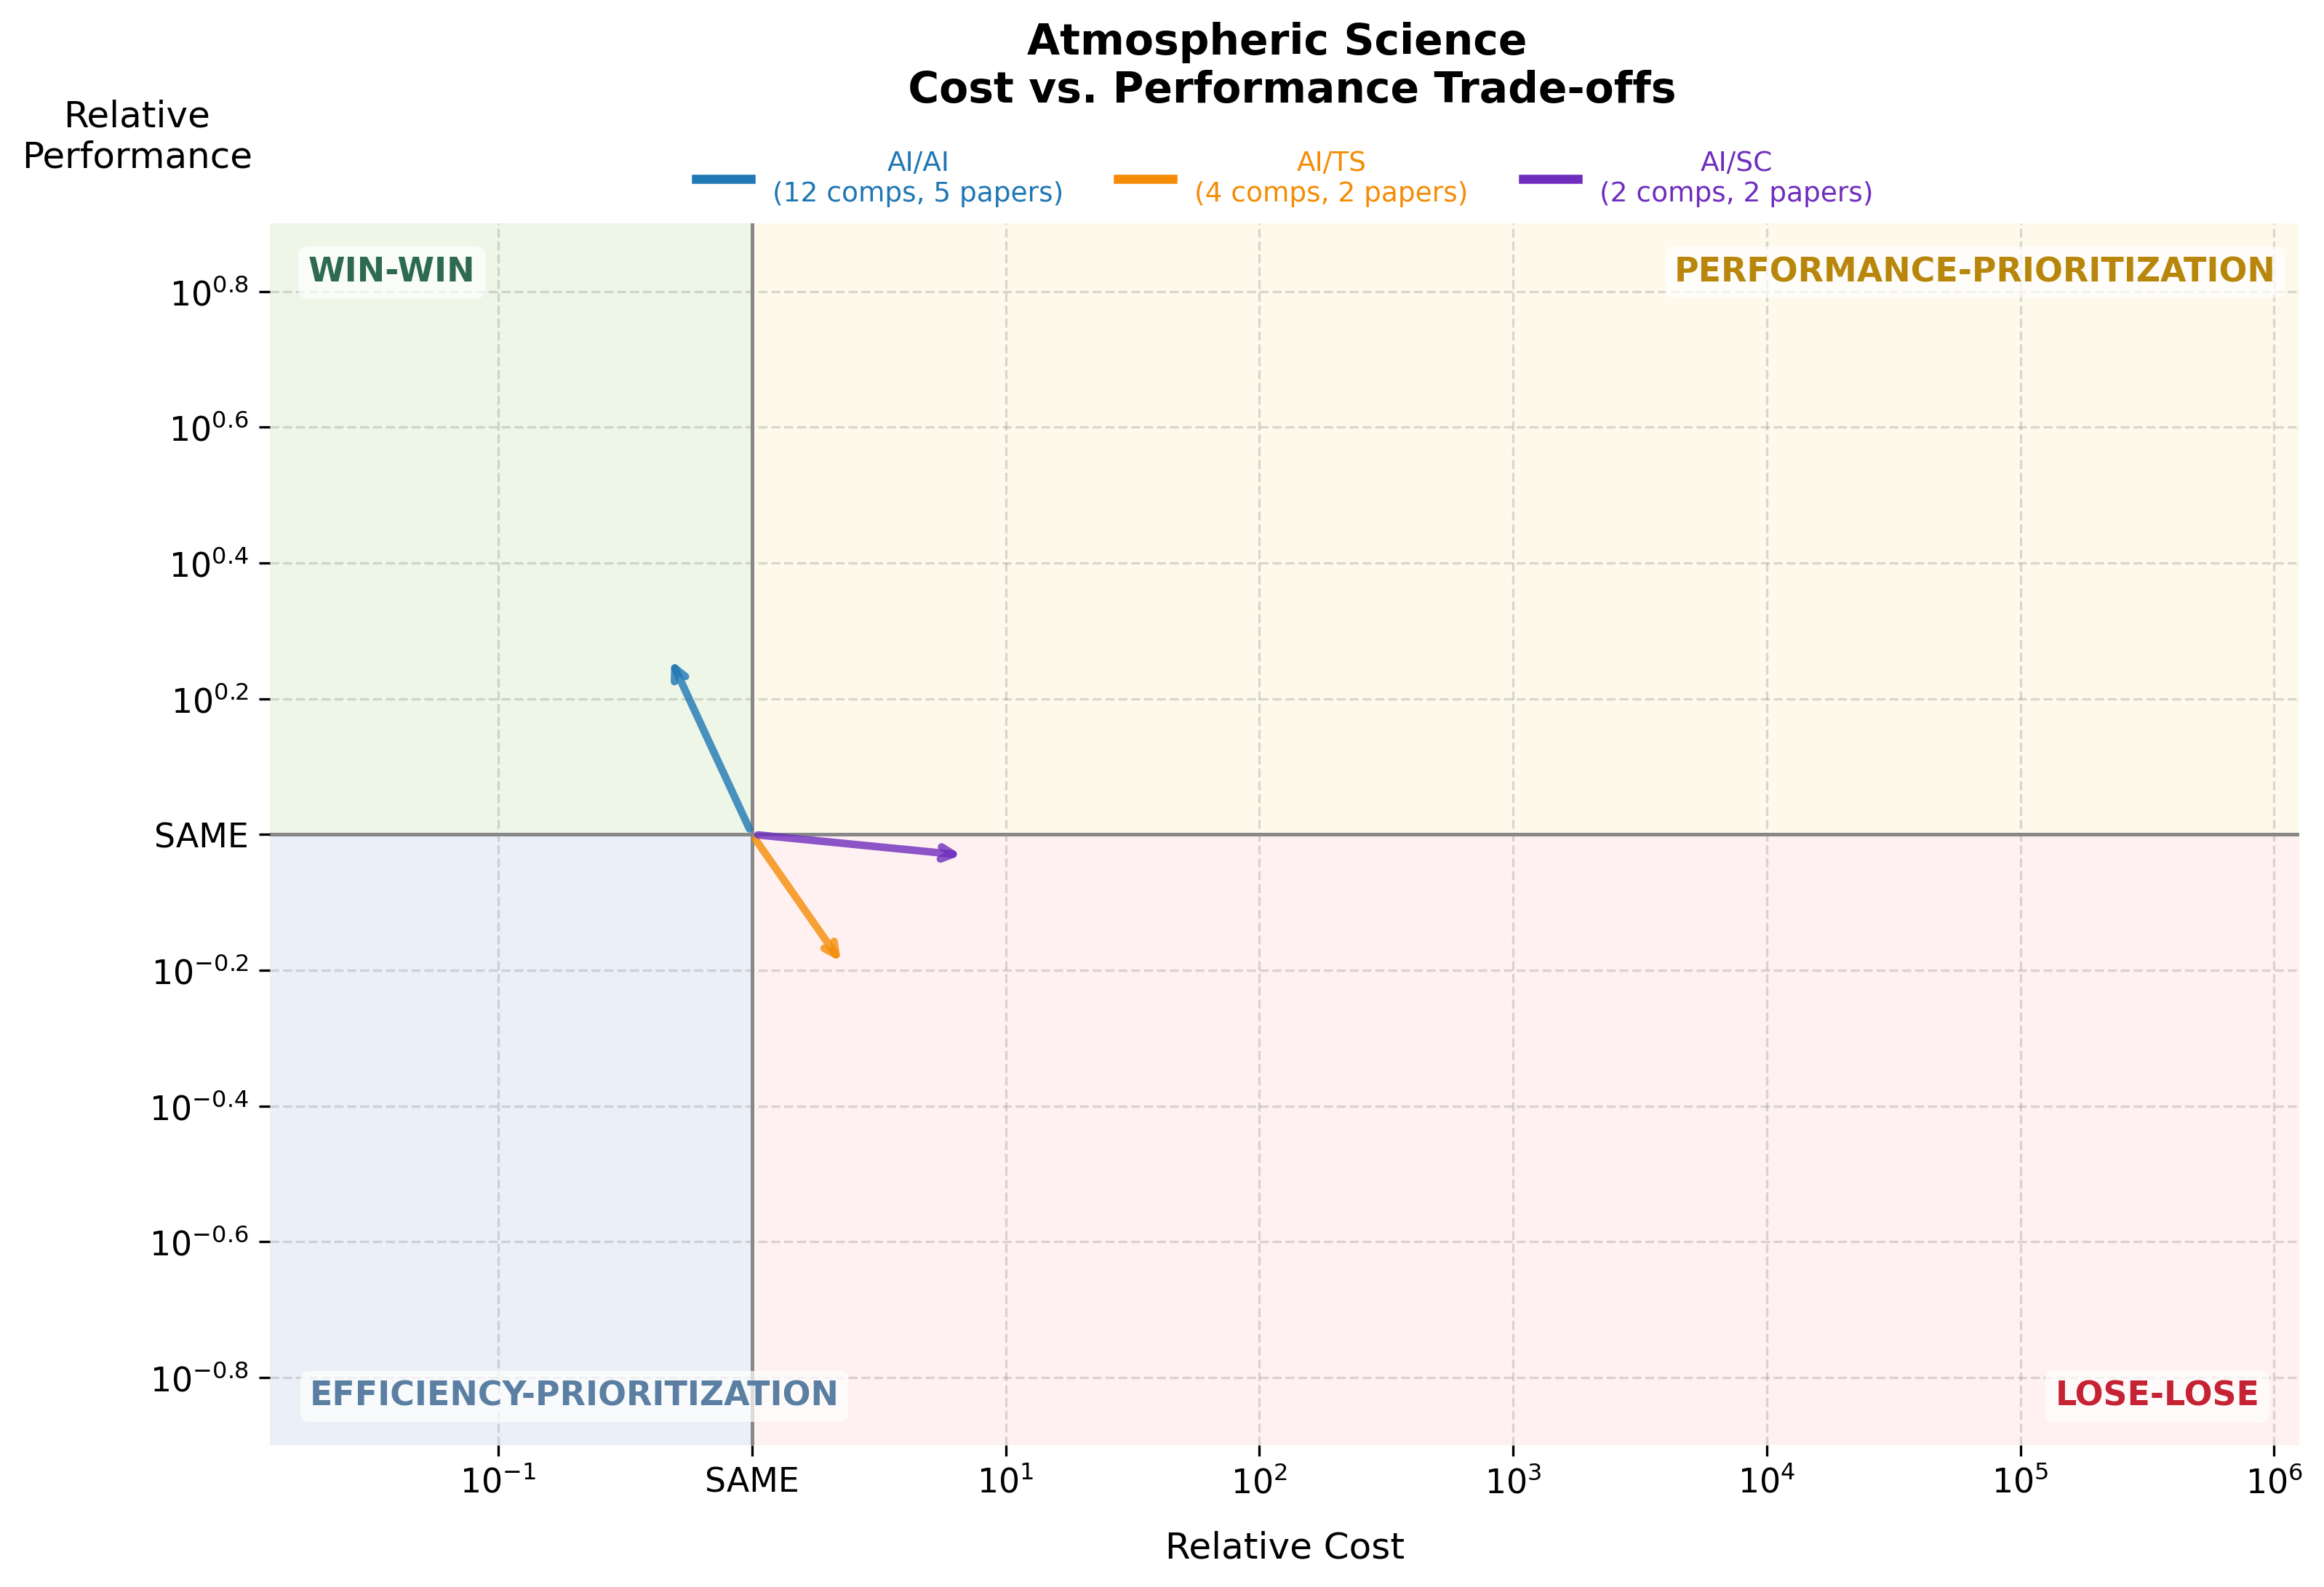 Atmospheric Science
Cost vs. Performance Trade-offs
Relative
Performance
AI/AI
(12 comps, 5 papers)
AI/TS
(4 comps, 2 papers)
AI/SC
(2 comps, 2 papers)
WIN-WIN
PERFORMANCE-PRIORITIZATION
10^0.8
10^0.6
10^0.4
10^0.2
SAME
10^−0.2
10^−0.4
10^−0.6
10^−0.8
EFFICIENCY-PRIORITIZATION
LOSE-LOSE
10^−1 SAME 10^1 10^2 10^3 10^4 10^5 10^6
Relative Cost